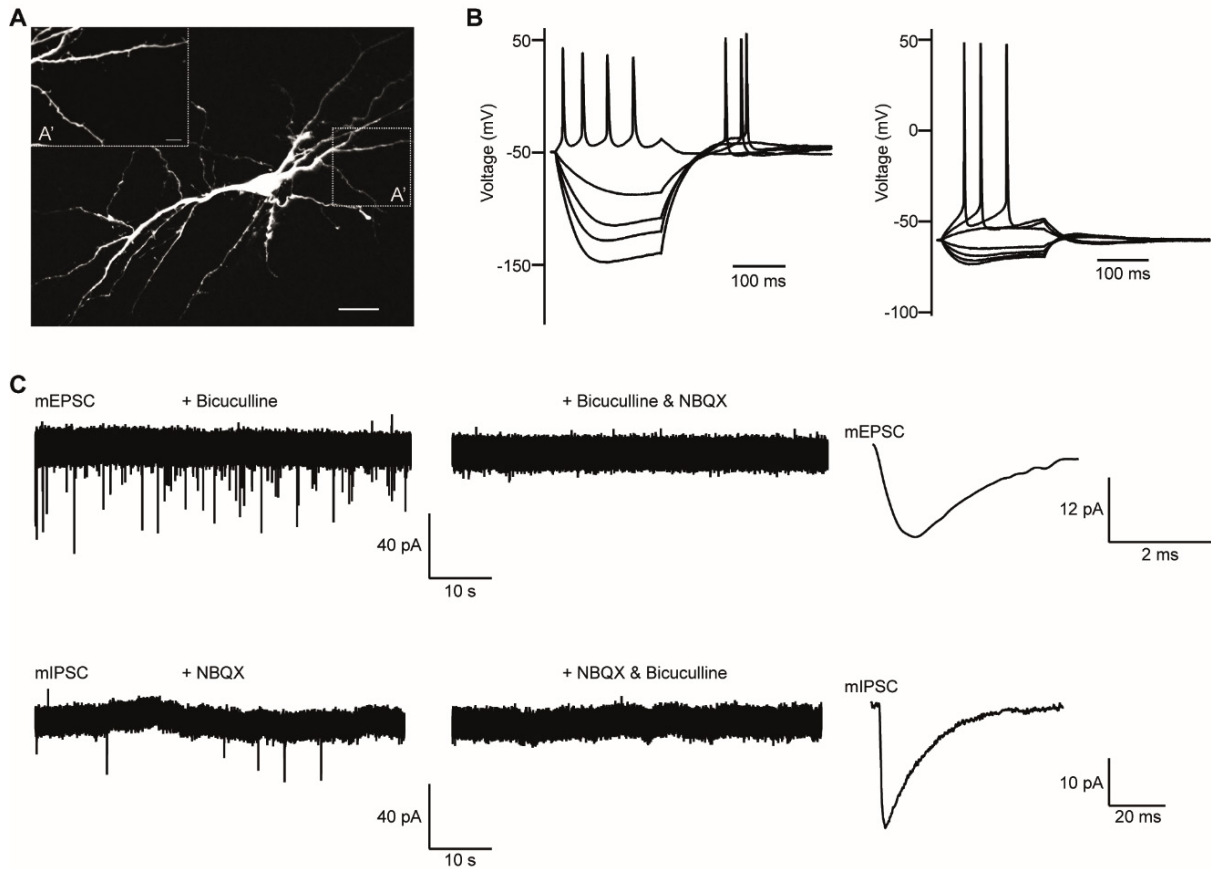 A
A'
A'
B
50
-50
-150
Voltage (mV)
100 ms
50
0
-50
-100
Voltage (mV)
100 ms
C
mEPSC + Bicuculline
+ Bicuculline & NBQX
mEPSC
40 pA
10 s
12 pA
2 ms
mIPSC + NBQX
+ NBQX & Bicuculline
mIPSC
40 pA
10 s
10 pA
20 ms